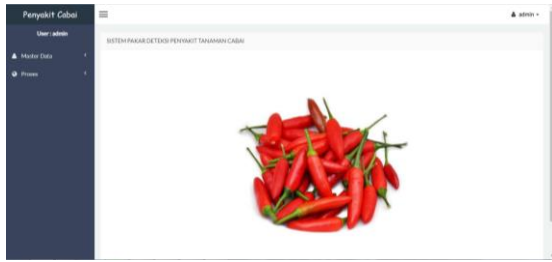 Penyakit Cabai
admin
User : admin
SISTEM PAKAR DETEKSI PENYAKIT TANAMAN CABAI
Master Data
Proses